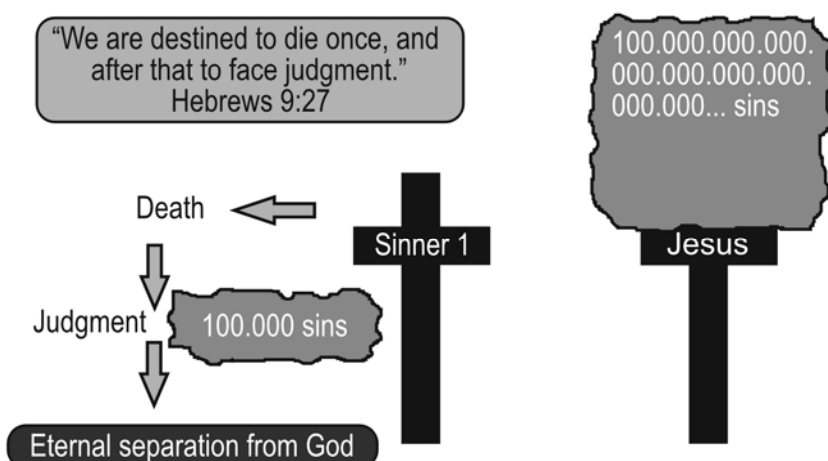 “We are destined to die once, and
after that to face judgment.”
Hebrews 9:27
100.000.000.000.
000.000.000.000.
000.000... sins
Death
Sinner 1
Jesus
Judgment
100.000 sins
Eternal separation from God